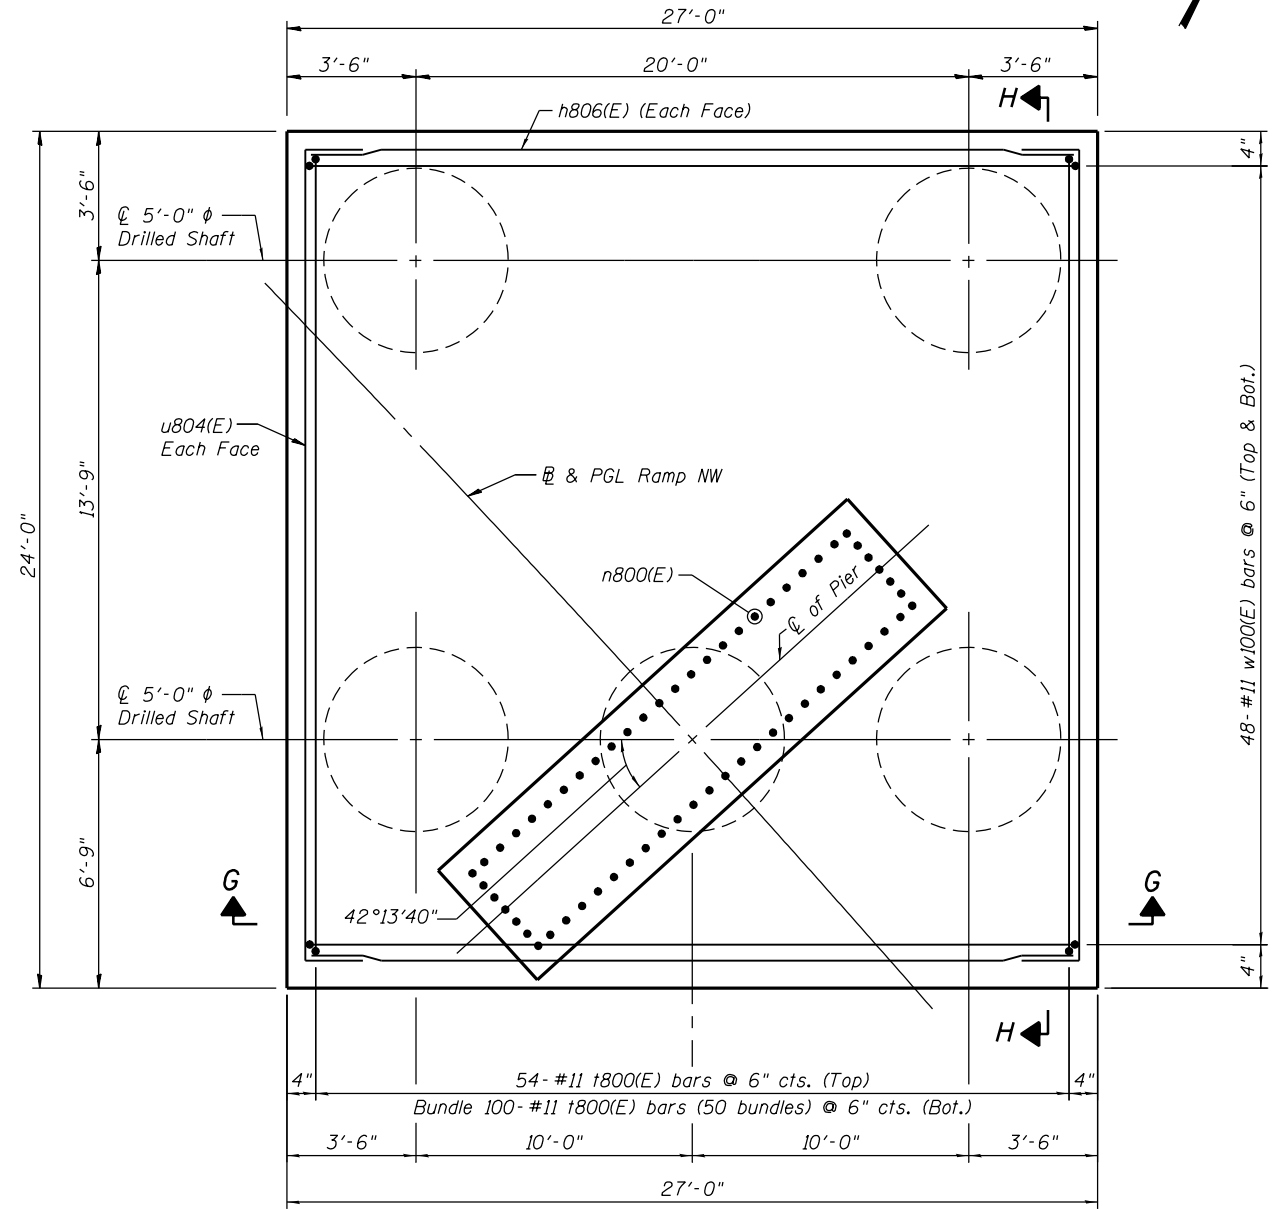 27'-0"
3'-6"
20'-0"
3'-6"
H
h806(E) (Each Face)
4"
3'-6"
℄ 5'-0" ϕ
Drilled Shaft
u804(E)
Each Face
℄ & PGL Ramp NW
13'-9"
24'-0"
48-#11 w100(E) bars @ 6" (Top & Bot.)
n800(E)
℄ of Pier
℄ 5'-0" ϕ
Drilled Shaft
6'-9"
G
G
42°13'40"
4"
H
4"
54-#11 t800(E) bars @ 6" cts. (Top)
4"
Bundle 100-#11 t800(E) bars (50 bundles) @ 6" cts. (Bot.)
3'-6"
10'-0"
10'-0"
3'-6"
27'-0"